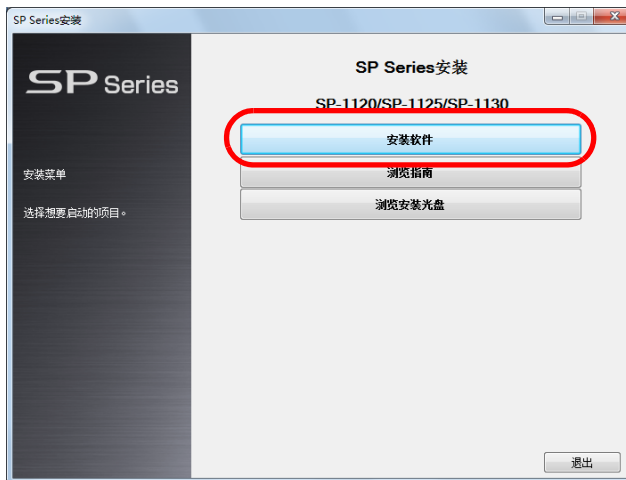 SP Series安装
SP Series
安装菜单
选择想要启动的项目。
SP Series安装
SP-1120/SP-1125/SP-1130
安装软件
浏览指南
浏览安装光盘
退出